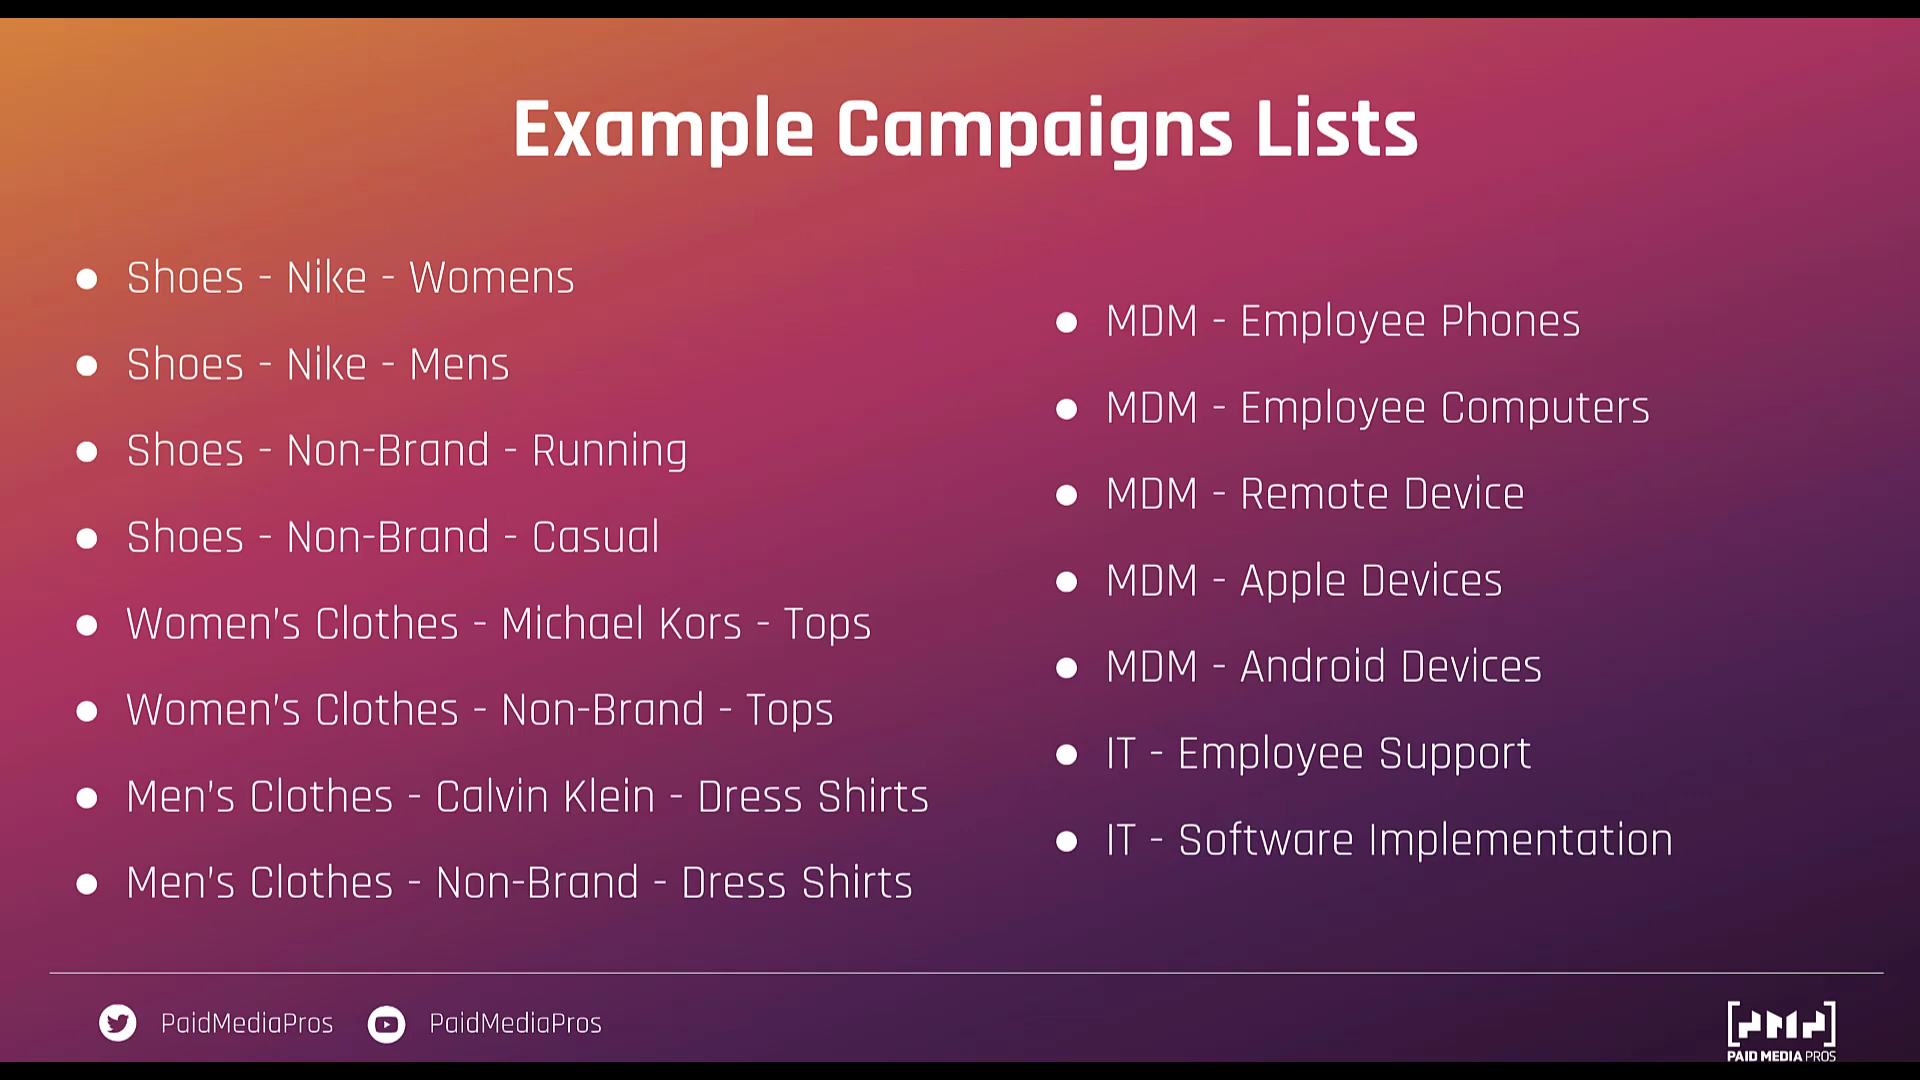 Example Campaigns Lists
Shoes - Nike - Womens
Shoes - Nike - Mens
Shoes - Non-Brand - Running
Shoes - Non-Brand - Casual
Women's Clothes - Michael Kors - Tops
Women's Clothes - Non-Brand - Tops
Men's Clothes - Calvin Klein - Dress Shirts
Men's Clothes - Non-Brand - Dress Shirts
MDM - Employee Phones
MDM - Employee Computers
MDM - Remote Device
MDM - Apple Devices
MDM - Android Devices
IT - Employee Support
IT - Software Implementation
PaidMediaPros
PaidMediaPros
PMP
PAID MEDIA PROS